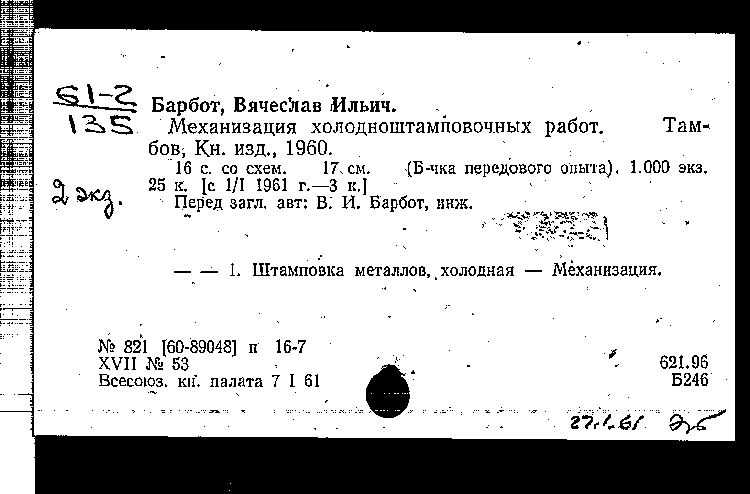 61-2
135
2 экз.
Барбот, Вячеслав Ильич.
Механизация холодноштамповочных работ. Там-
бов, Кн. изд., 1960.
16 с. со схем. 17 см. (Б-чка передового опыта). 1.000 экз.
25 к. [с 1/I 1961 г.—3 к.]
Перед загл. авт: В. И. Барбот, инж.
— — 1. Штамповка металлов, холодная — Механизация.
№ 821 [60-89048] п 16-7
XVII № 53 621.96
Всесоюз. кн. палата 7 I 61 Б246
27.1.61